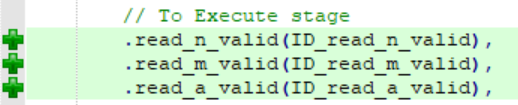 // To Execute stage
.read_n_valid(ID_read_n_valid),
.read_m_valid(ID_read_m_valid),
.read_a_valid(ID_read_a_valid),